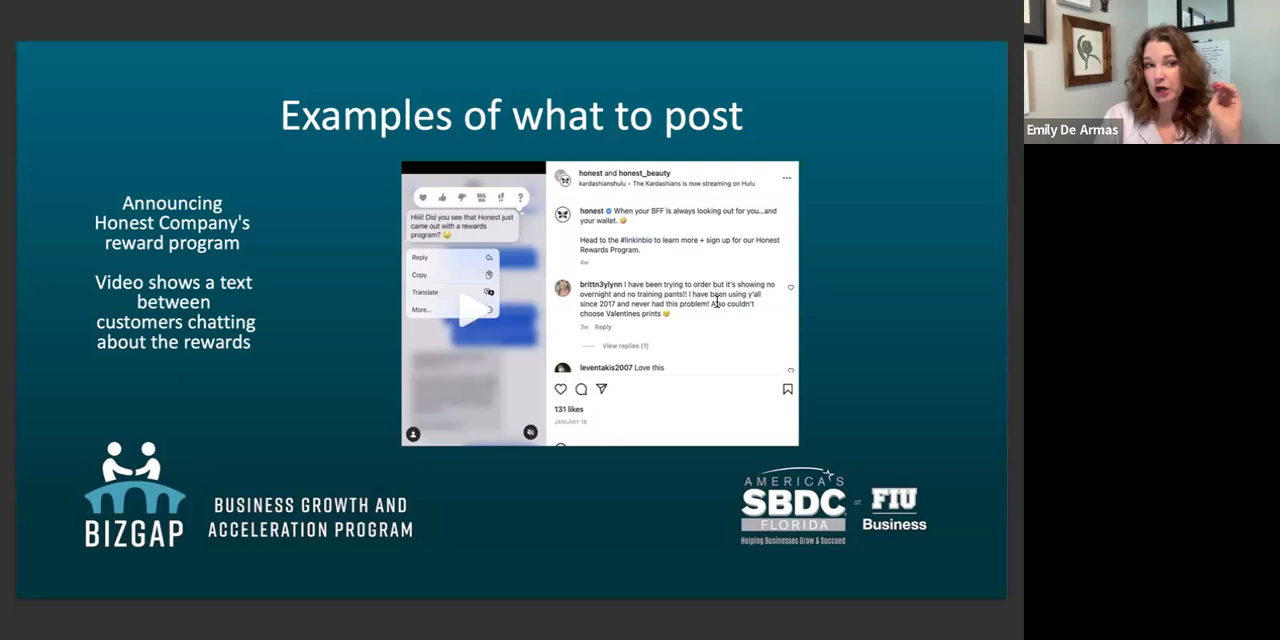 Examples of what to post
Announcing
Honest Company's
reward program
Video shows a text
between
customers chatting
about the rewards
Hiiii! Did you see that Honest just
came out with a rewards
program?
Reply
Copy
Translate
More...
honest and honest_beauty
kardashianshulu • The Kardashians is now streaming on Hulu
honest When your BFF is always looking out for you...and
your wallet.
Head to the #linkinbio to learn more + sign up for our Honest
Rewards Program.
4w
brittn3ylynn I have been trying to order but it's showing no
overnight and no training pants!! I have been using y'all
since 2017 and never had this problem! Also couldn't
choose Valentines prints
3w Reply
View replies (1)
leventakis2007 Love this
131 likes
JANUARY 18
BIZGAP
BUSINESS GROWTH AND
ACCELERATION PROGRAM
AMERICA'S
SBDC
FLORIDA
Helping Businesses Grow & Succeed
at
FIU
Business
Emily De Armas